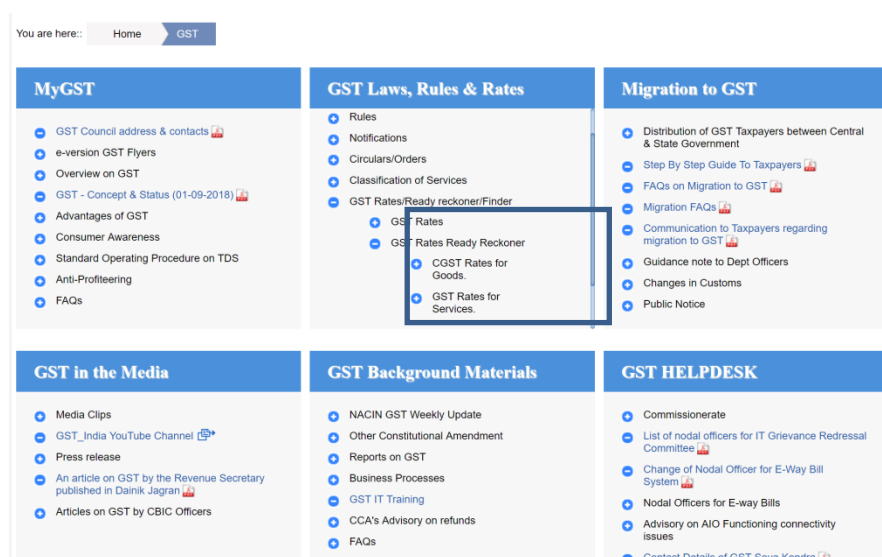 You are here:: Home GST
MyGST
GST Council address & contacts
e-version GST Flyers
Overview on GST
GST - Concept & Status (01-09-2018)
Advantages of GST
Consumer Awareness
Standard Operating Procedure on TDS
Anti-Profiteering
FAQs
GST Laws, Rules & Rates
Rules
Notifications
Circulars/Orders
Classification of Services
GST Rates/Ready reckoner/Finder
GST Rates
GST Rates Ready Reckoner
CGST Rates for
Goods.
GST Rates for
Services.
Migration to GST
Distribution of GST Taxpayers between Central
& State Government
Step By Step Guide To Taxpayers
FAQs on Migration to GST
Migration FAQs
Communication to Taxpayers regarding
migration to GST
Guidance note to Dept Officers
Changes in Customs
Public Notice
GST in the Media
Media Clips
GST_India YouTube Channel
Press release
An article on GST by the Revenue Secretary
published in Dainik Jagran
Articles on GST by CBIC Officers
GST Background Materials
NACIN GST Weekly Update
Other Constitutional Amendment
Reports on GST
Business Processes
GST IT Training
CCA's Advisory on refunds
FAQs
GST HELPDESK
Commissionerate
List of nodal officers for IT Grievance Redressal
Committee
Change of Nodal Officer for E-Way Bill
System
Nodal Officers for E-way Bills
Advisory on AIO Functioning connectivity
issues
Contact Details of GST Seva Kendra